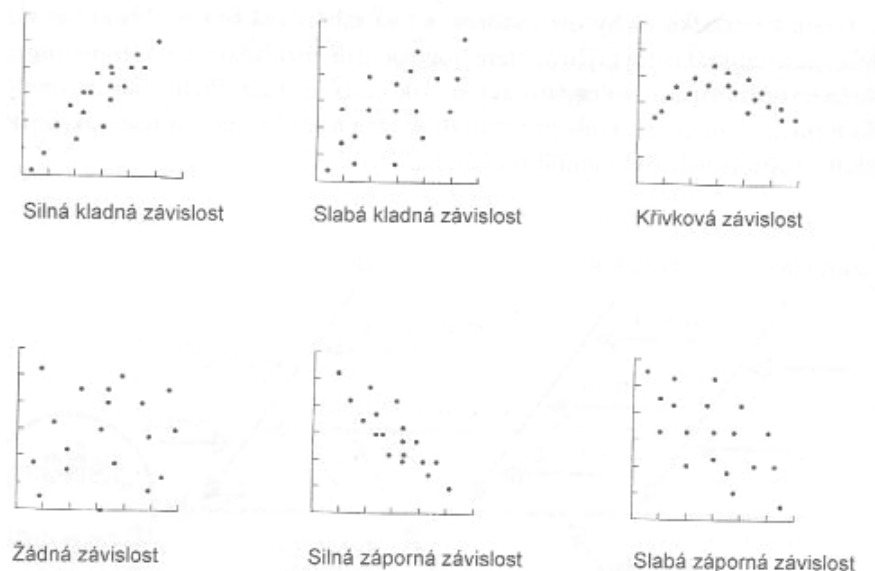 Silná kladná závislost
Slabá kladná závislost
Křivková závislost
Žádná závislost
Silná záporná závislost
Slabá záporná závislost